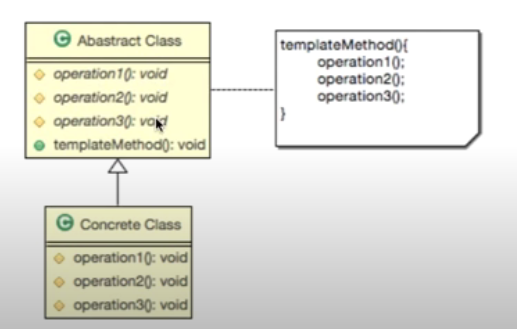 C Abastract Class
operation1(): void
operation2(): void
operation3(): void
templateMethod(): void
templateMethod(){
operation1();
operation2();
operation3();
}
C Concrete Class
operation1(): void
operation2(): void
operation3(): void